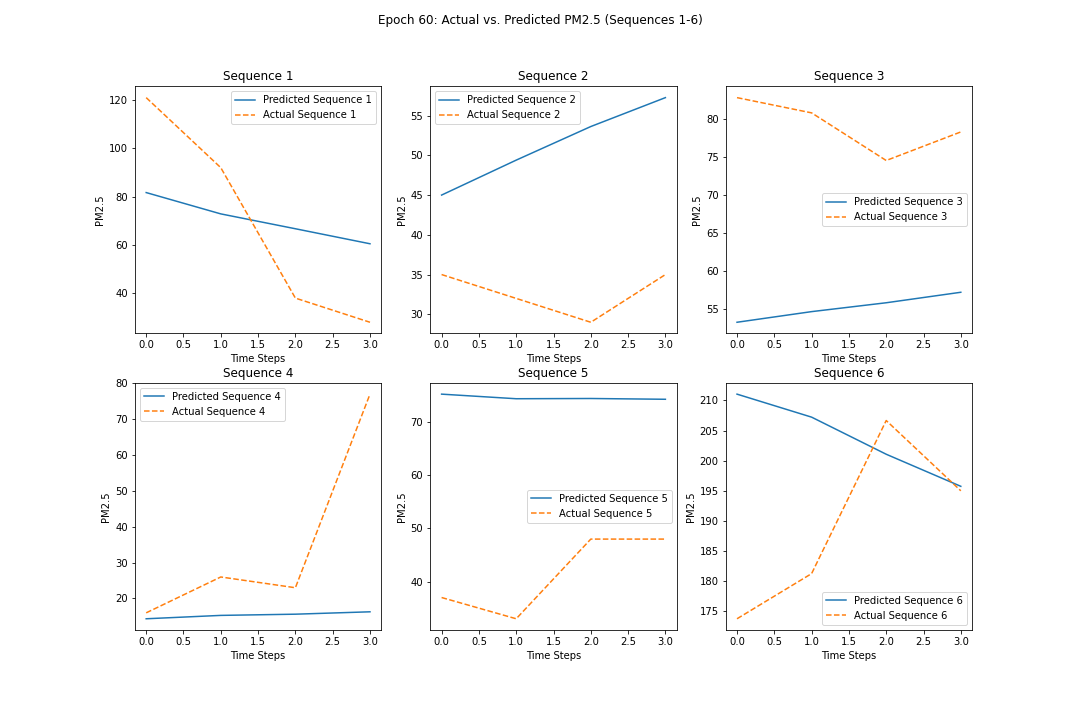 Epoch 60: Actual vs. Predicted PM2.5 (Sequences 1-6)
Sequence 1
Predicted Sequence 1
Actual Sequence 1
PM2.5
120
100
80
60
40
0.0 0.5 1.0 1.5 2.0 2.5 3.0
Time Steps
Sequence 2
Predicted Sequence 2
Actual Sequence 2
PM2.5
55
50
45
40
35
30
0.0 0.5 1.0 1.5 2.0 2.5 3.0
Time Steps
Sequence 3
Predicted Sequence 3
Actual Sequence 3
PM2.5
80
75
70
65
60
55
0.0 0.5 1.0 1.5 2.0 2.5 3.0
Time Steps
Sequence 4
Predicted Sequence 4
Actual Sequence 4
PM2.5
80
70
60
50
40
30
20
0.0 0.5 1.0 1.5 2.0 2.5 3.0
Time Steps
Sequence 5
Predicted Sequence 5
Actual Sequence 5
PM2.5
70
60
50
40
0.0 0.5 1.0 1.5 2.0 2.5 3.0
Time Steps
Sequence 6
Predicted Sequence 6
Actual Sequence 6
PM2.5
210
205
200
195
190
185
180
175
0.0 0.5 1.0 1.5 2.0 2.5 3.0
Time Steps